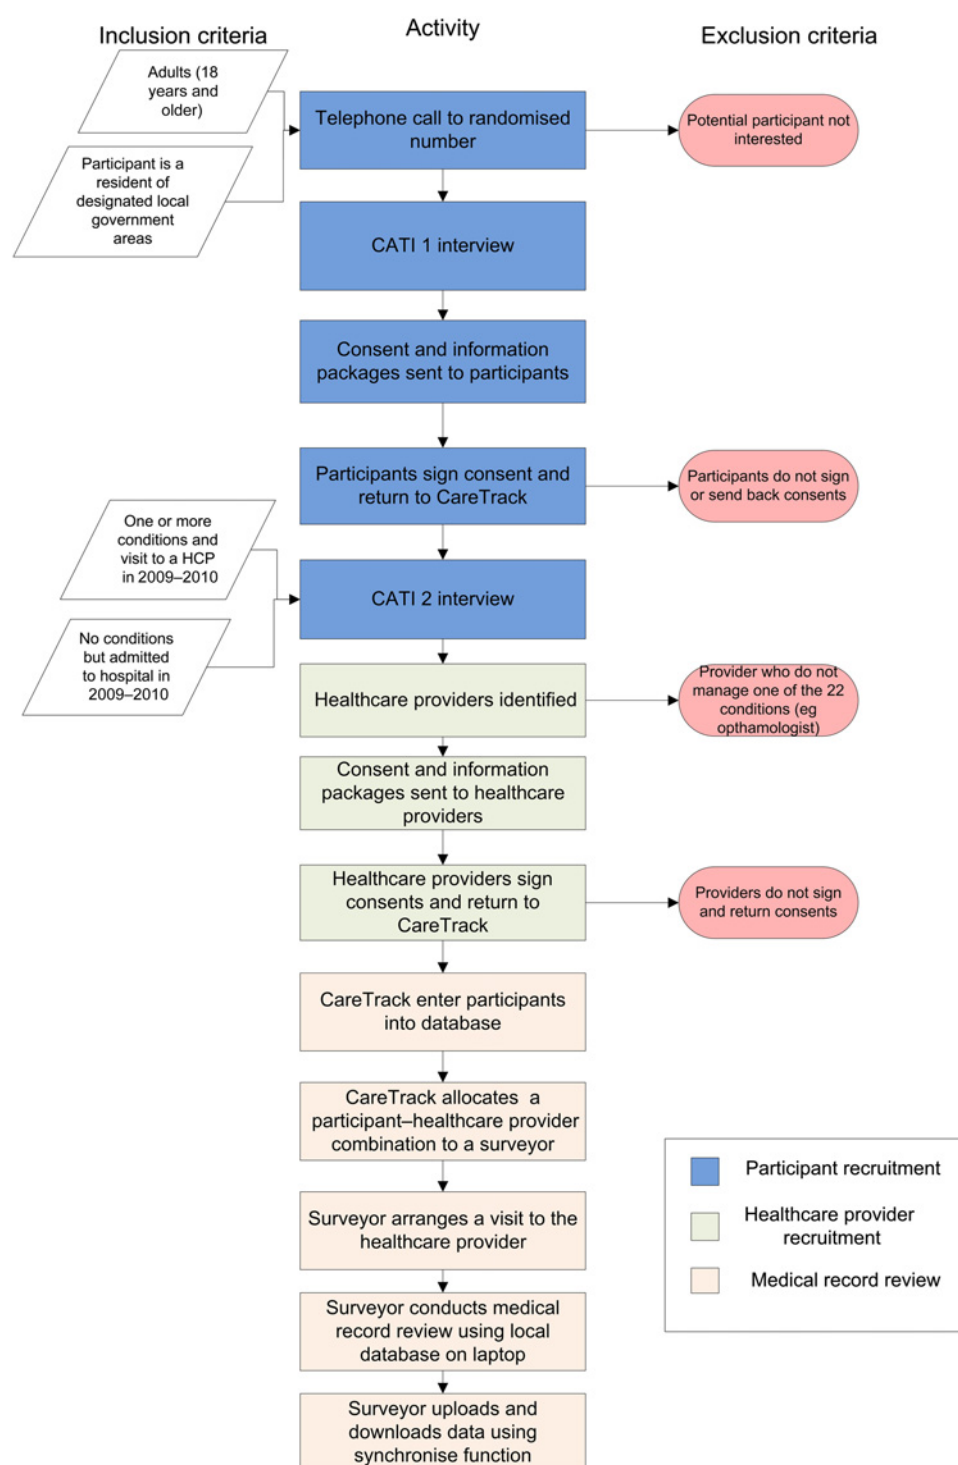 Inclusion criteria
Activity
Exclusion criteria
Adults (18
years and
older)
Participant is a
resident of
designated local
government
areas
Telephone call to randomised
number
Potential participant not
interested
CATI 1 interview
Consent and information
packages sent to participants
Participants sign consent and
return to CareTrack
Participants do not sign
or send back consents
One or more
conditions and
visit to a HCP
in 2009–2010
No conditions
but admitted
to hospital in
2009–2010
CATI 2 interview
Healthcare providers identified
Provider who do not
manage one of the 22
conditions (eg
opthamologist)
Consent and information
packages sent to healthcare
providers
Healthcare providers sign
consents and return to
CareTrack
Providers do not sign
and return consents
CareTrack enter participants
into database
CareTrack allocates a
participant–healthcare provider
combination to a surveyor
Surveyor arranges a visit to the
healthcare provider
Surveyor conducts medical
record review using local
database on laptop
Surveyor uploads and
downloads data using
synchronise function
Participant recruitment
Healthcare provider
recruitment
Medical record review